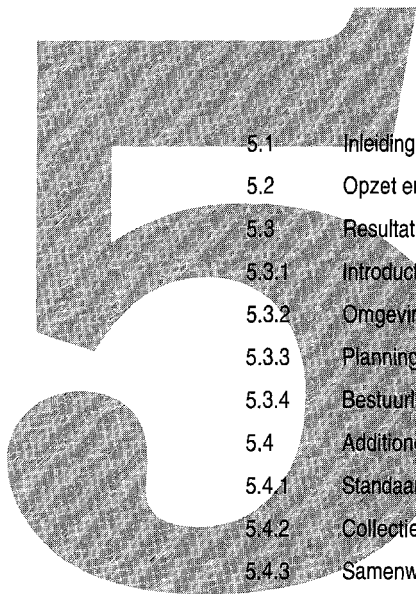 5
5.1 Inleiding
5.2 Opzet en
5.3 Resultat
5.3.1 Introduct
5.3.2 Omgevin
5.3.3 Planning
5.3.4 Bestuurl
5.4 Addition
5.4.1 Standaar
5.4.2 Collectie
5.4.3 Samenw